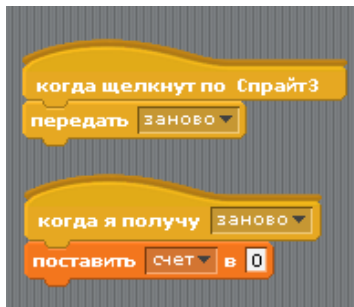 когда щелкнут по Спрайт3
передать заново
когда я получу заново
поставить счет в 0